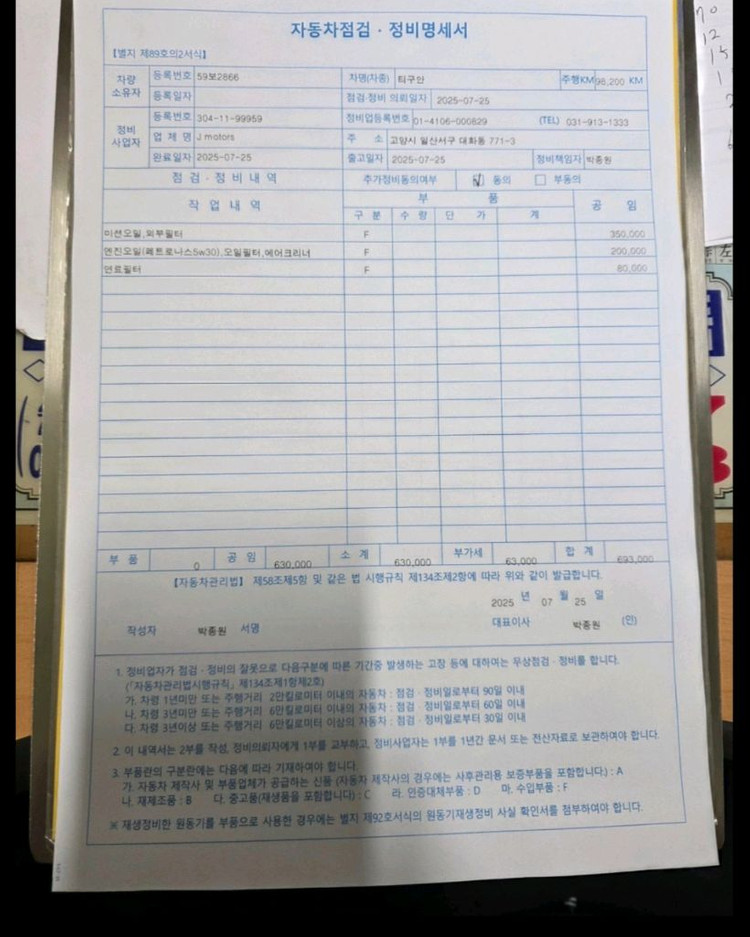 자동차점검 · 정비명세서
【별지 제89호의2서식】
차량 소유자 등록번호 59보2866 차명(차종) 티구안 주행KM 98,200 KM
등록일자 점검·정비 의뢰일자 2025-07-25
정비 사업자 등록번호 304-11-99959 정비업등록번호 01-4106-000829 (TEL) 031-913-1333
업 체 명 J motors 주 소 고양시 일산서구 대화동 771-3
완료일자 2025-07-25 출고일자 2025-07-25 정비책임자 박종원
점 검 · 정 비 내 역 추가정비동의여부 동의 부동의
작 업 내 역 부 품 공 임
구 분 수 량 단 가 계
미션오일,외부필터 F 350,000
엔진오일(페트로나스5w30),오일필터,에어크리너 F 200,000
연료필터 F 80,000
부 품 0 공 임 630,000 소 계 630,000 부가세 63,000 합 계 693,000
【자동차관리법】 제58조제5항 및 같은 법 시행규칙 제134조제2항에 따라 위와 같이 발급합니다.
2025 년 07 월 25 일
작성자 박종원 서명 대표이사 박종원 (인)
1. 정비업자가 점검 · 정비의 잘못으로 다음구분에 따른 기간중 발생하는 고장 등에 대하여는 무상점검 · 정비를 합니다.
(「자동차관리법시행규칙」제134조제1항제2호)
가. 차령 1년미만 또는 주행거리 2만킬로미터 이내의 자동차 : 점검 · 정비일로부터 90일 이내
나. 차령 3년미만 또는 주행거리 6만킬로미터 이내의 자동차 : 점검 · 정비일로부터 60일 이내
다. 차령 3년이상 또는 주행거리 6만킬로미터 이상의 자동차 : 점검 · 정비일로부터 30일 이내
2. 이 내역서는 2부를 작성, 정비의뢰자에게 1부를 교부하고, 정비사업자는 1부를 1년간 문서 또는 전산자료로 보관하여야 합니다.
3. 부품란의 구분란에는 다음에 따라 기재하여야 합니다.
가. 자동차 제작사 및 부품업체가 공급하는 신품 (자동차 제작사의 경우에는 사후관리용 보증부품을 포함합니다.) : A
나. 재제조품 : B 다. 중고품(재생품을 포함합니다) : C 라. 인증대체부품 : D 마. 수입부품 : F
※ 재생정비한 원동기를 부품으로 사용한 경우에는 별지 제92호서식의 원동기재생정비 사실 확인서를 첨부하여야 합니다.